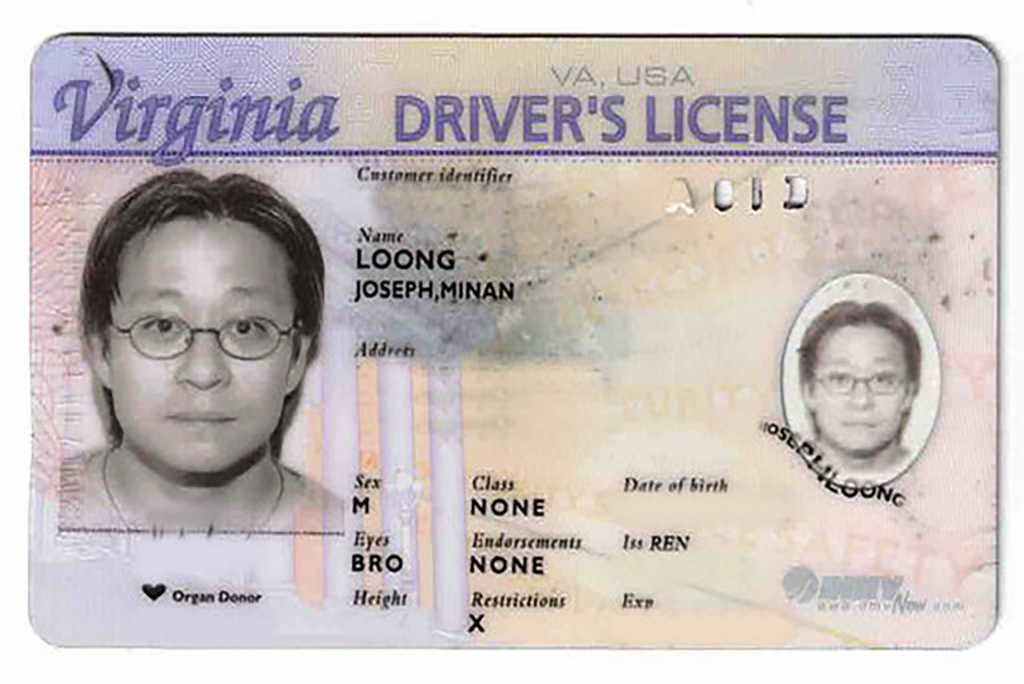 VA, USA
Virginia DRIVER'S LICENSE
Customer identifier
VOID
Name
LOONG
JOSEPH,MINAN
Address
JOSEPH LOONG
Sex Class Date of birth
M NONE
Eyes Endorsements Iss REN
BRO NONE
Organ Donor
Height Restrictions Exp
X
DMV
www.dmvNow.com